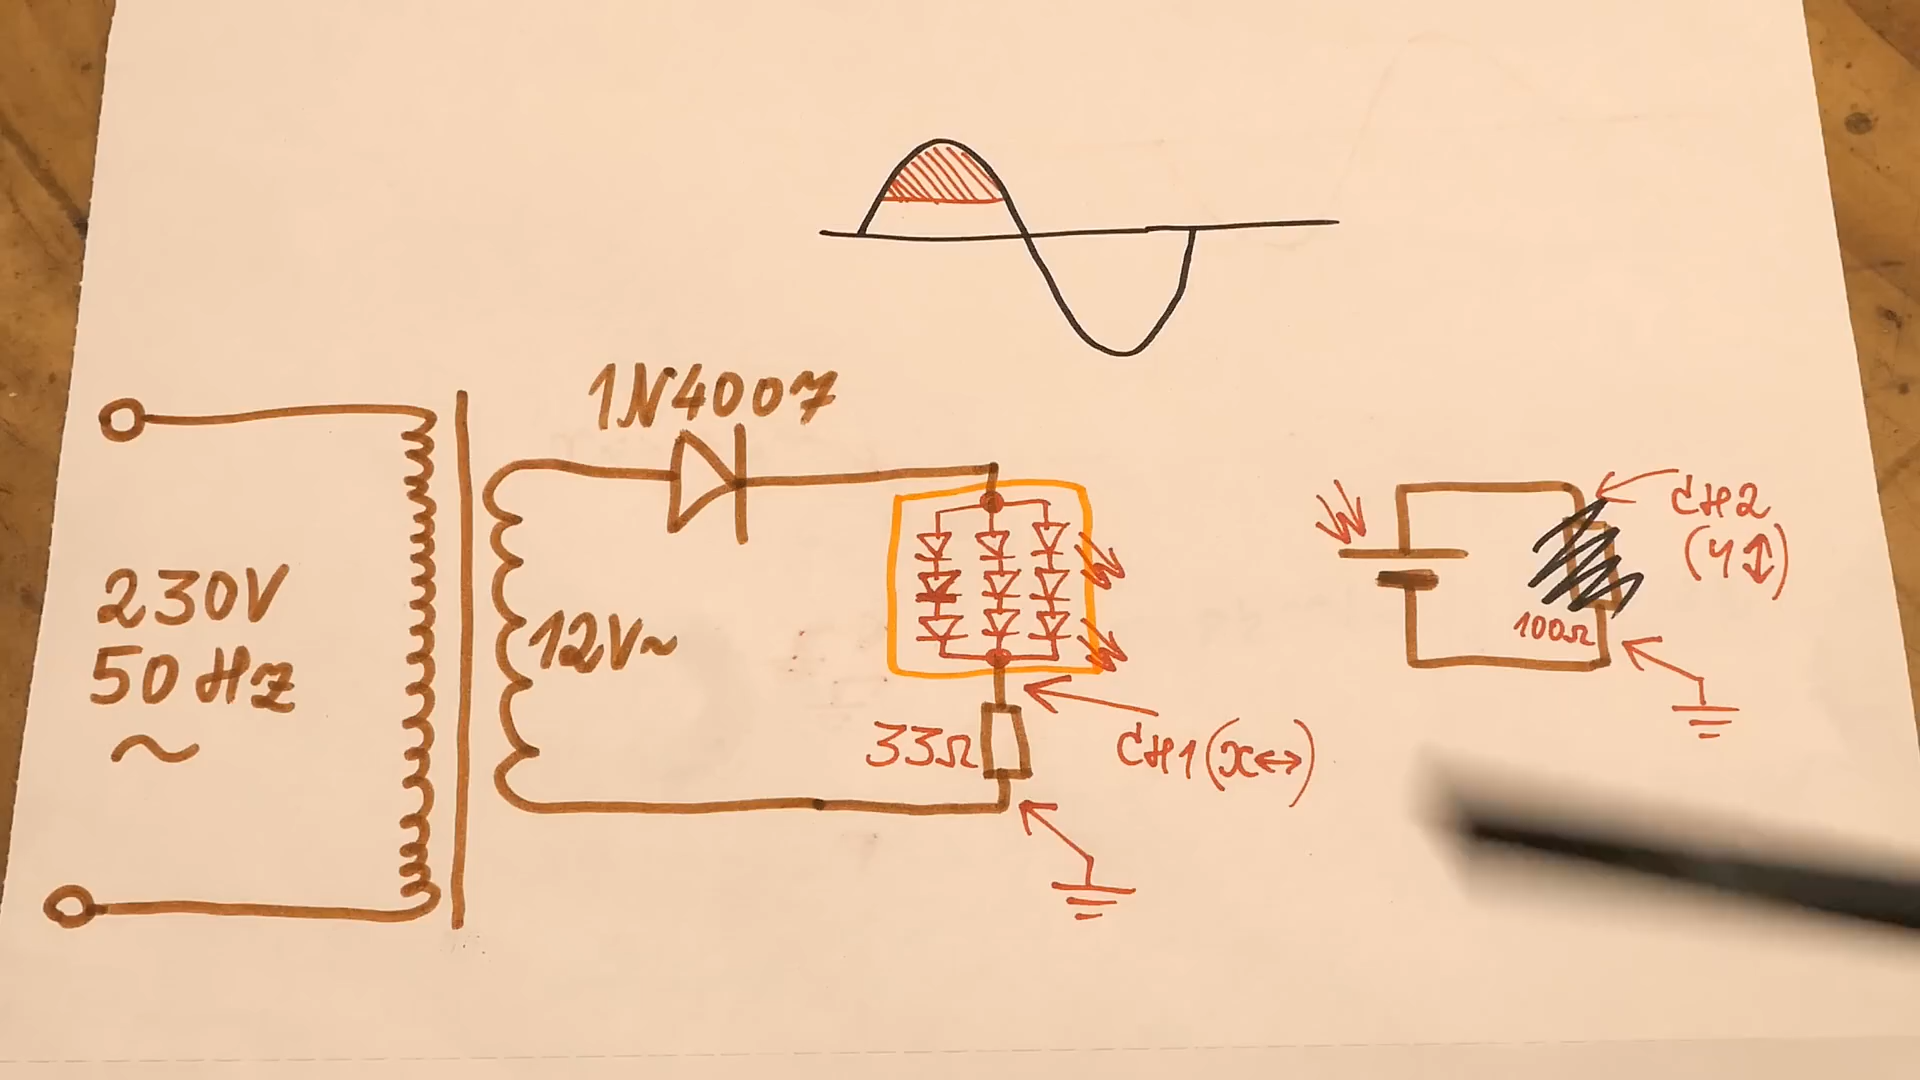 1N4007
230V
50Hz
~
12V~
33Ω
CH1(x↔)
CH2
(Y↕)
100Ω